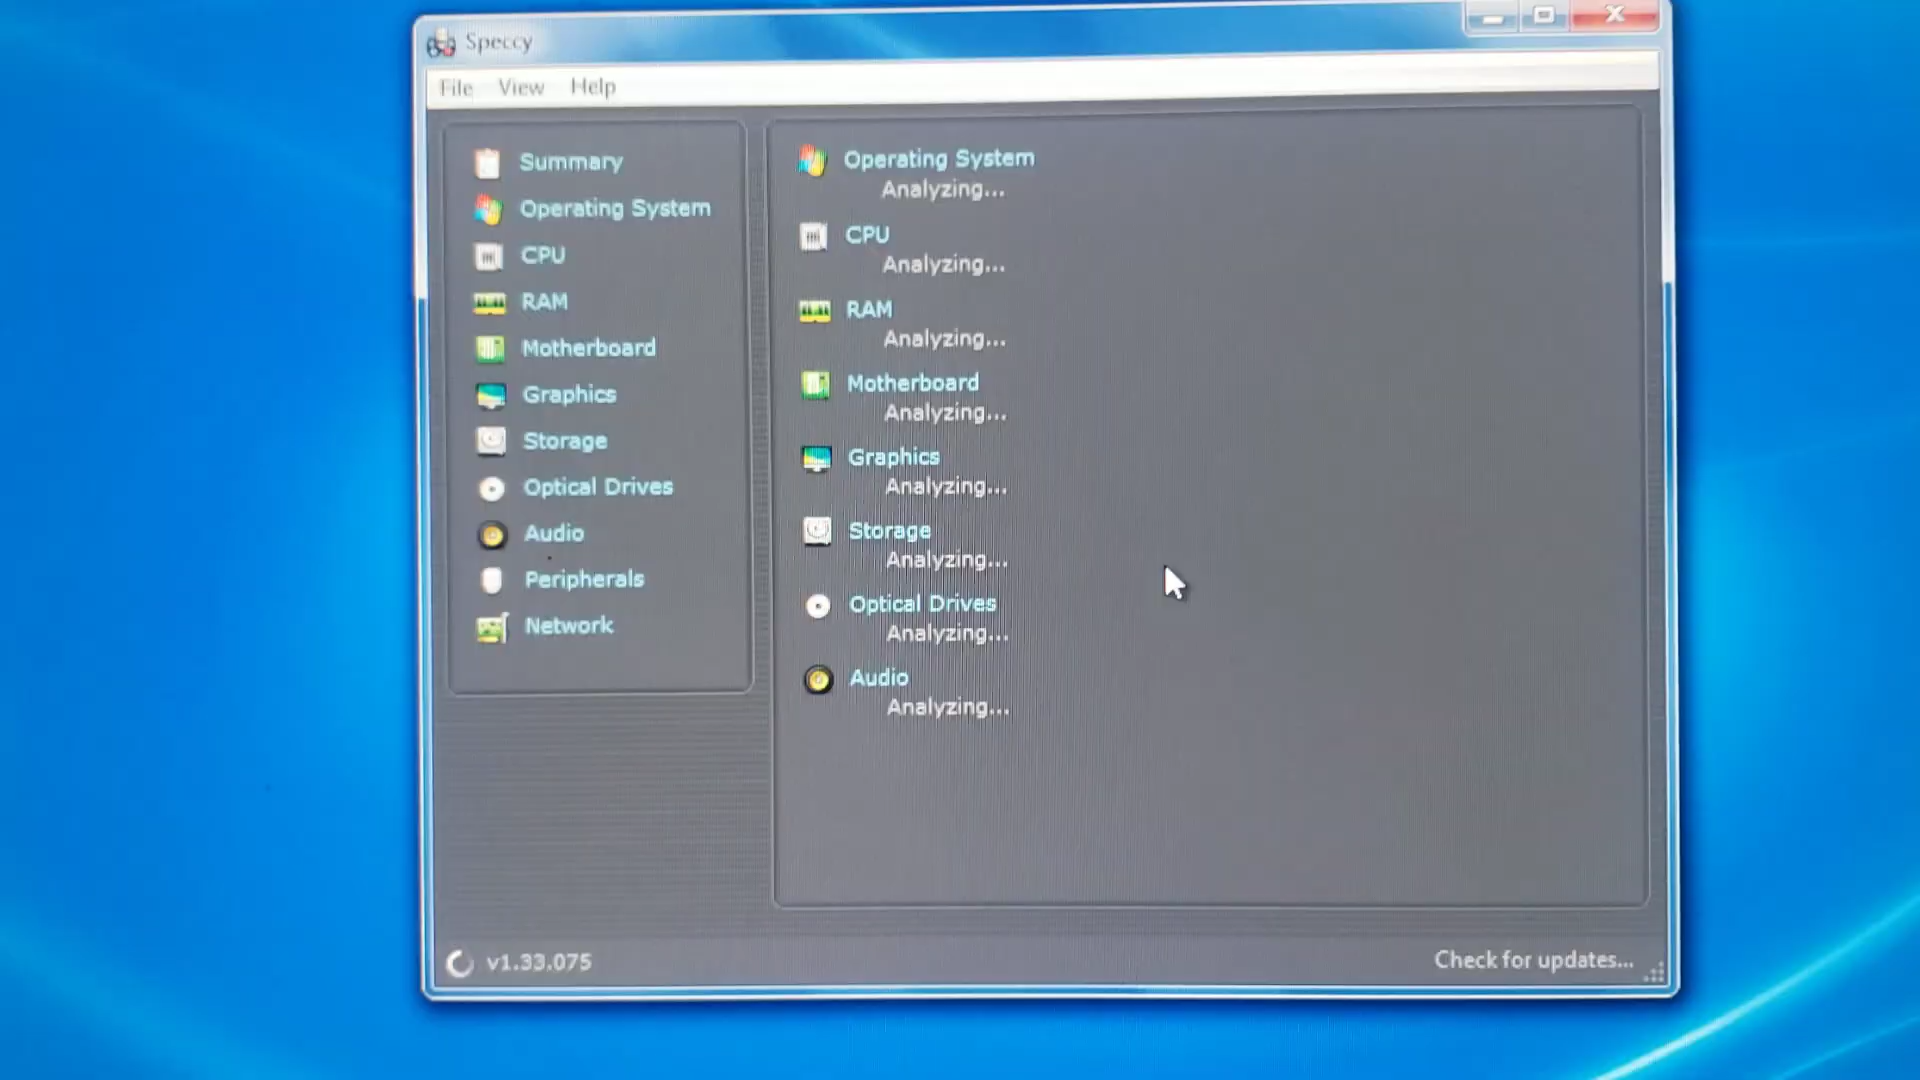 Speccy
File View Help
Summary
Operating System
CPU
RAM
Motherboard
Graphics
Storage
Optical Drives
Audio
Peripherals
Network
Operating System
Analyzing...
CPU
Analyzing...
RAM
Analyzing...
Motherboard
Analyzing...
Graphics
Analyzing...
Storage
Analyzing...
Optical Drives
Analyzing...
Audio
Analyzing...
v1.33.075
Check for updates...